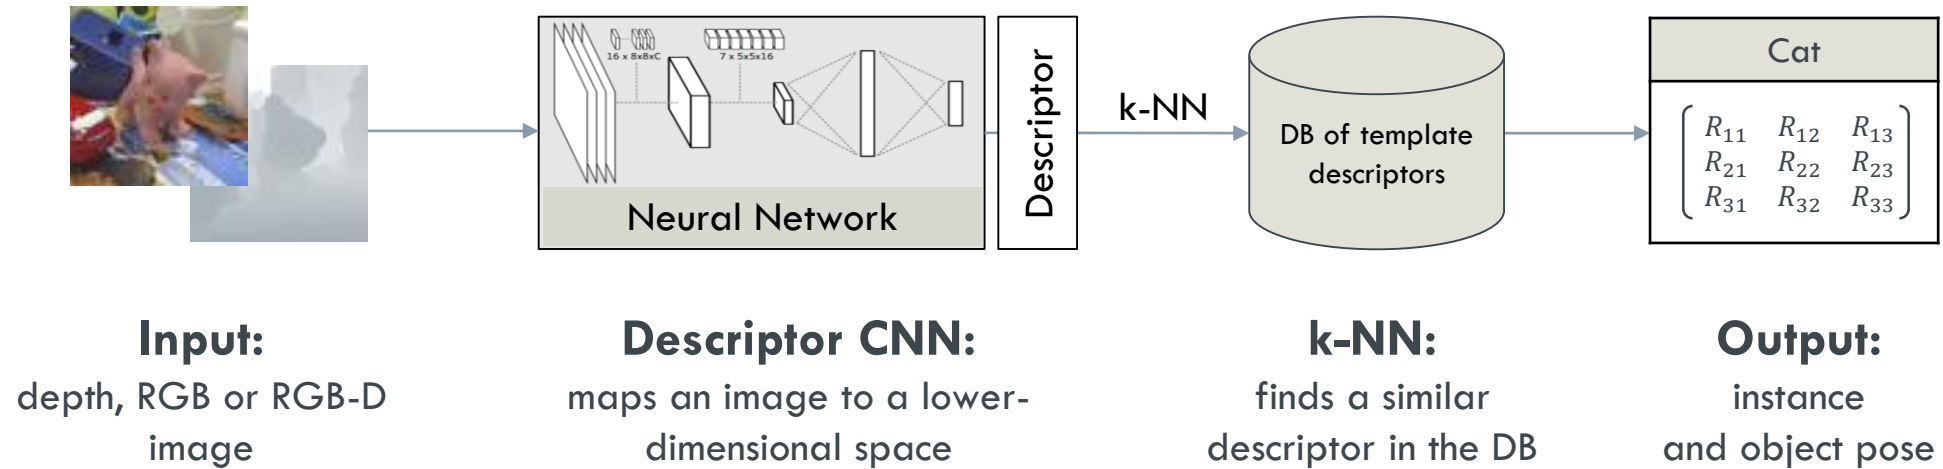 16 x 8x8xC
7 x 5x5x16
Neural Network
Descriptor
k-NN
DB of template
descriptors
Cat
R11 R12 R13
R21 R22 R23
R31 R32 R33
Input:
depth, RGB or RGB-D
image
Descriptor CNN:
maps an image to a lower-
dimensional space
k-NN:
finds a similar
descriptor in the DB
Output:
instance
and object pose